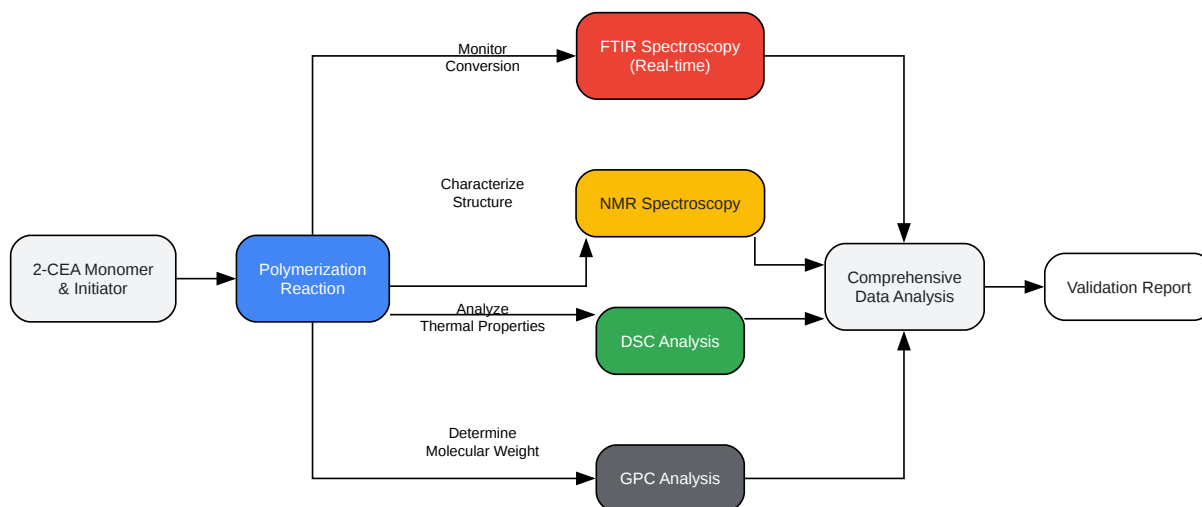 Monitor
Conversion
FTIR Spectroscopy
(Real-time)
Characterize
Structure
NMR Spectroscopy
2-CEA Monomer
& Initiator
Polymerization
Reaction
Comprehensive
Data Analysis
Validation Report
Analyze
Thermal Properties
DSC Analysis
Determine
Molecular Weight
GPC Analysis